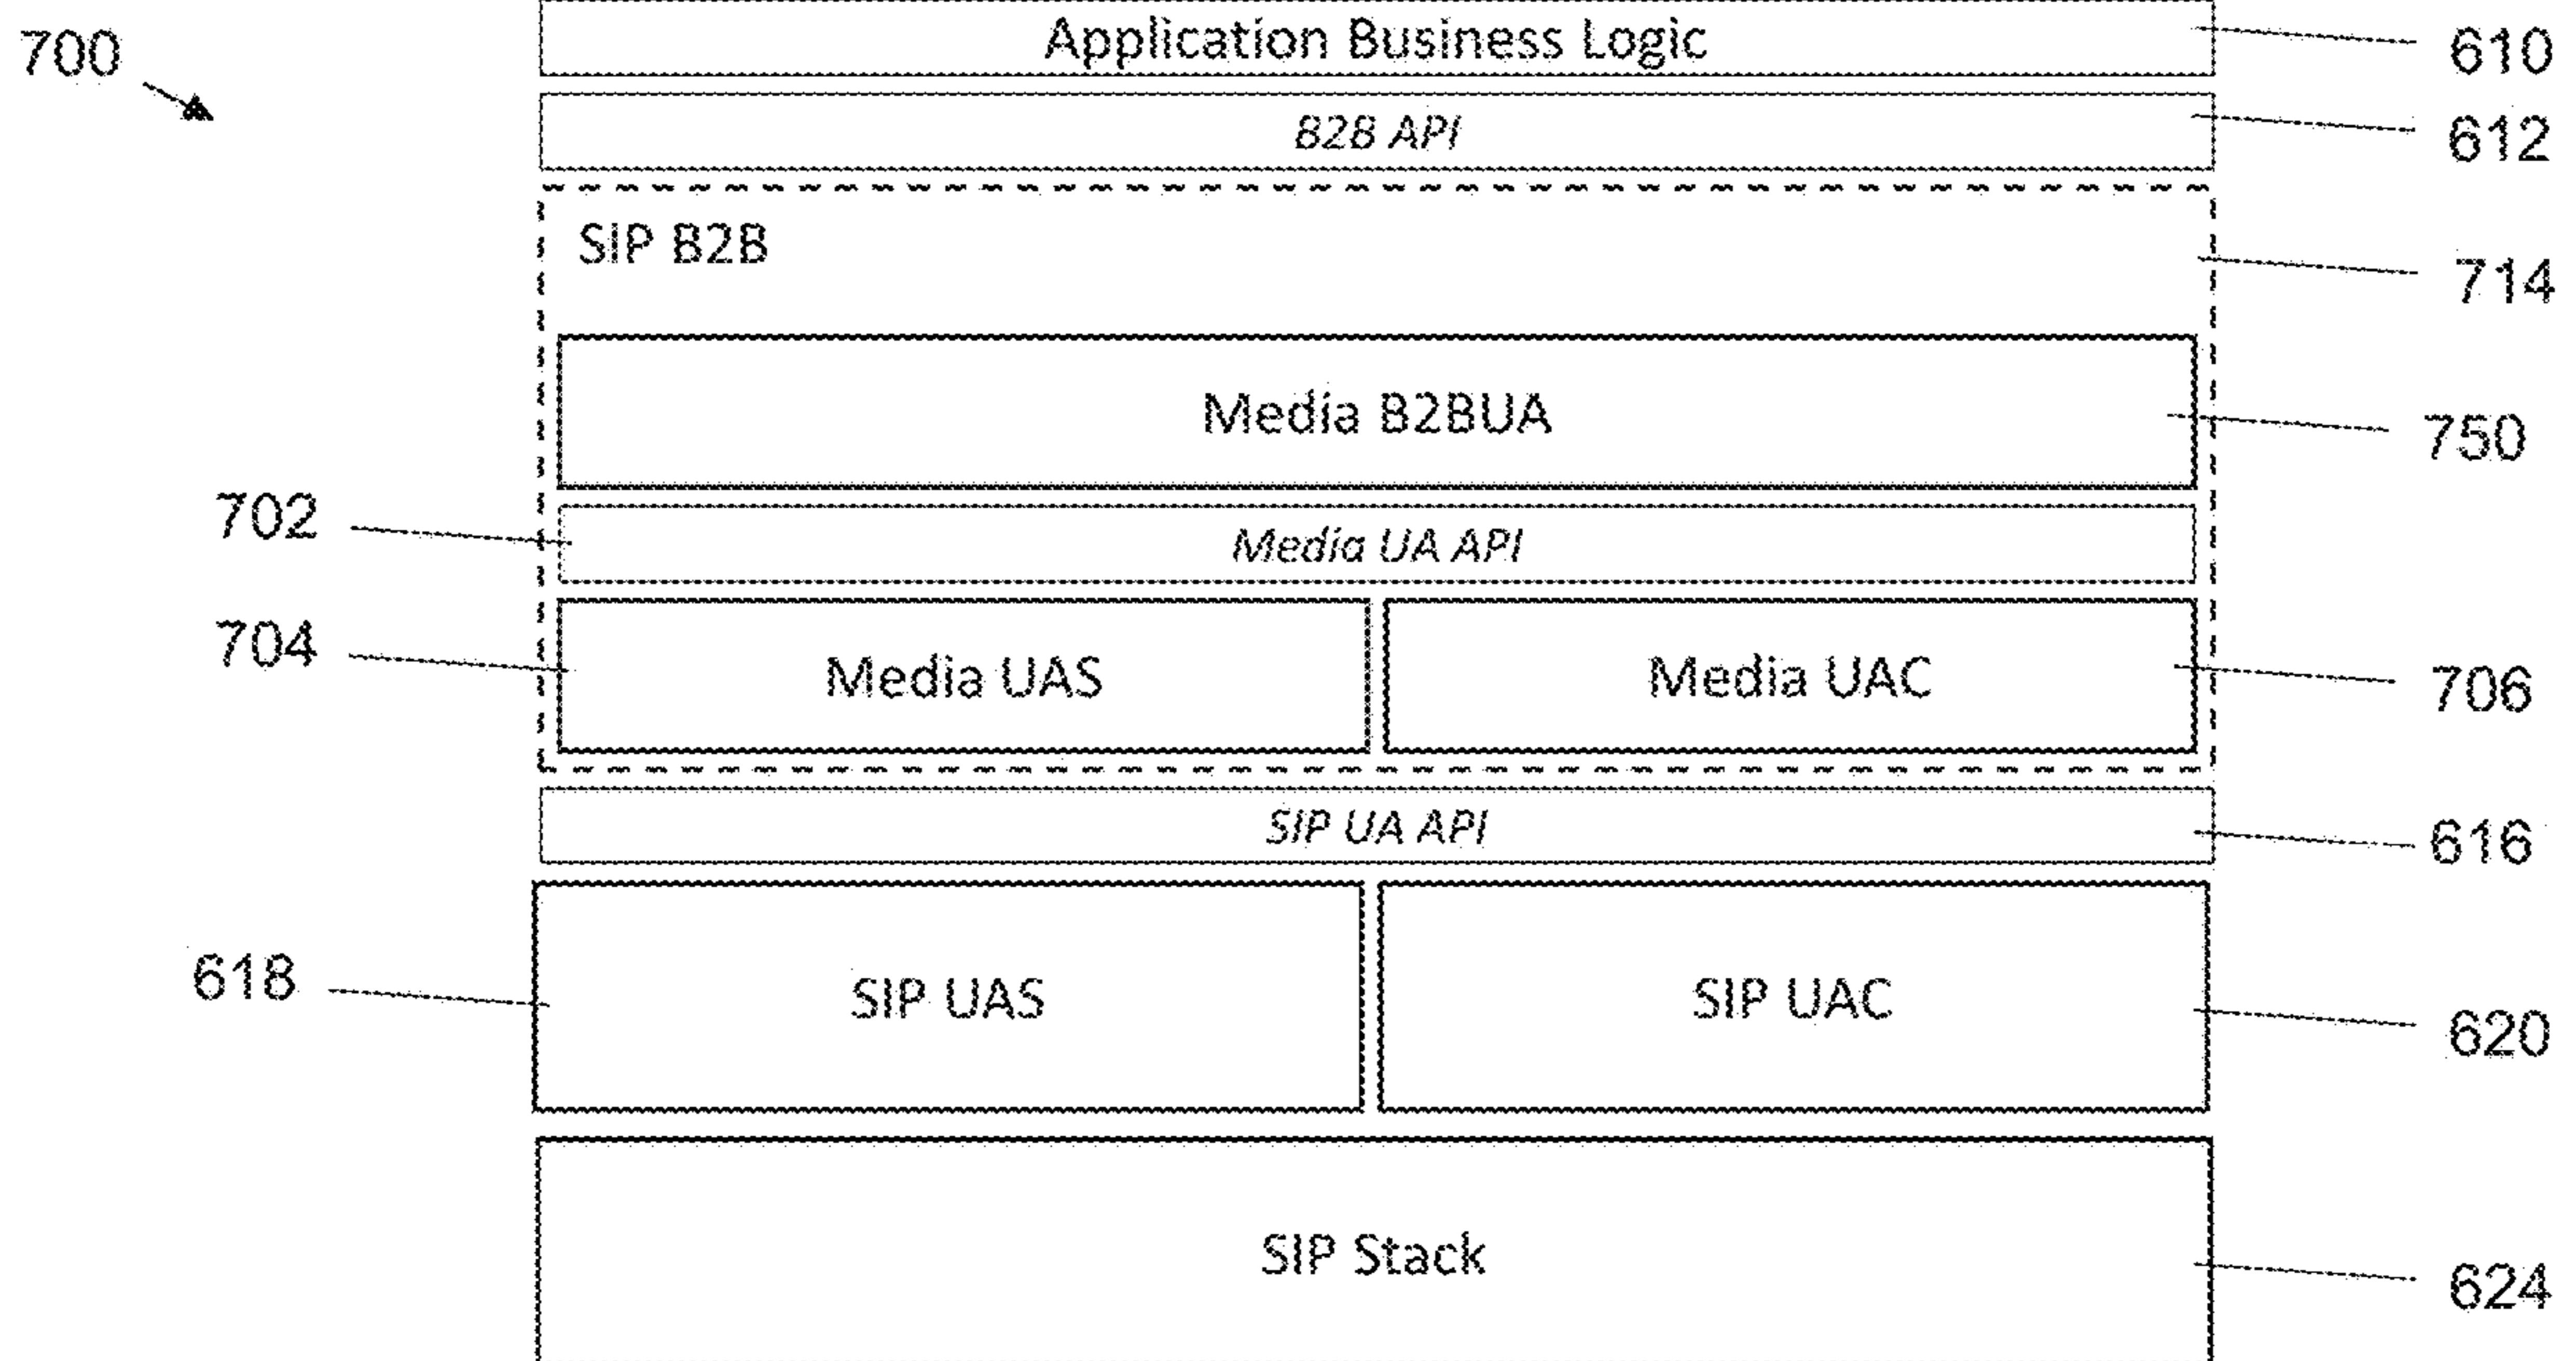 700
Application Business Logic
610
B2B API
612
SIP B2B
714
Media B2BUA
750
702
Media UA API
704
Media UAS
Media UAC
706
SIP UA API
616
618
SIP UAS
SIP UAC
620
SIP Stack
624